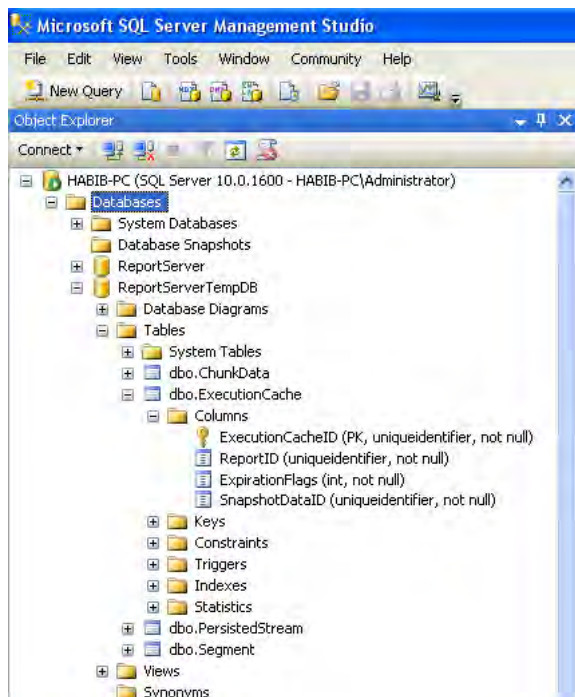 Microsoft SQL Server Management Studio
File Edit View Tools Window Community Help
New Query
Object Explorer
Connect
HABIB-PC (SQL Server 10.0.1600 - HABIB-PC\Administrator)
Databases
System Databases
Database Snapshots
ReportServer
ReportServerTempDB
Database Diagrams
Tables
System Tables
dbo.ChunkData
dbo.ExecutionCache
Columns
ExecutionCacheID (PK, uniqueidentifier, not null)
ReportID (uniqueidentifier, not null)
ExpirationFlags (int, not null)
SnapshotDataID (uniqueidentifier, not null)
Keys
Constraints
Triggers
Indexes
Statistics
dbo.PersistedStream
dbo.Segment
Views
Synonyms